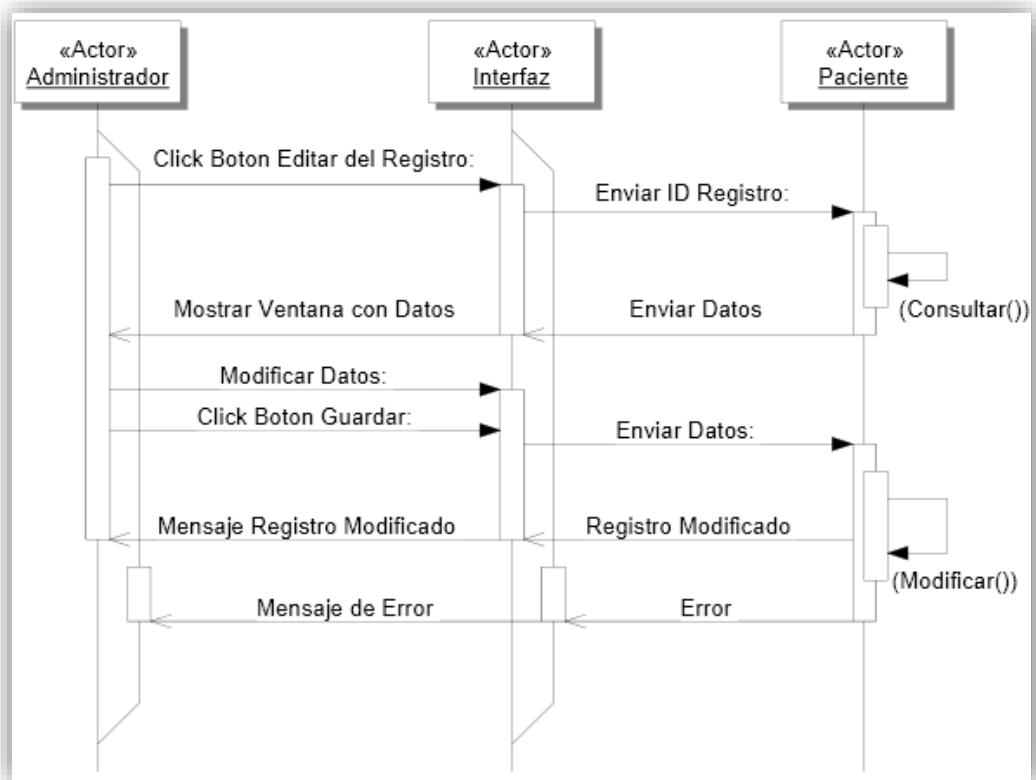 «Actor»
Administrador
«Actor»
Interfaz
«Actor»
Paciente
Click Boton Editar del Registro:
Enviar ID Registro:
(Consultar())
Mostrar Ventana con Datos
Enviar Datos
Modificar Datos:
Click Boton Guardar:
Enviar Datos:
Mensaje Registro Modificado
Registro Modificado
(Modificar())
Mensaje de Error
Error